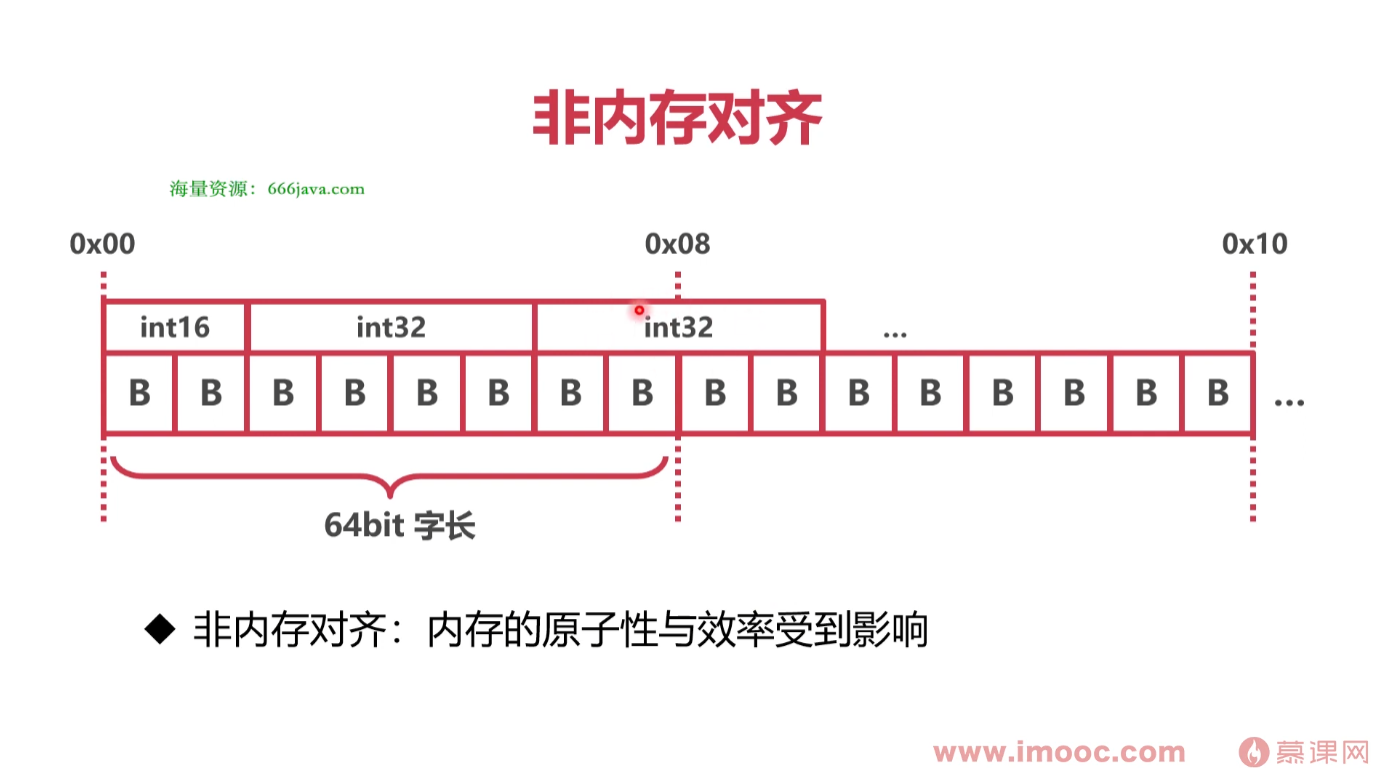 非内存对齐
海量资源：666java.com
0x00 0x08 0x10
int16 int32 int32 ...
B B B B B B B B B B B B B B B B ...
64bit 字长
◆ 非内存对齐：内存的原子性与效率受到影响
www.imooc.com 慕课网